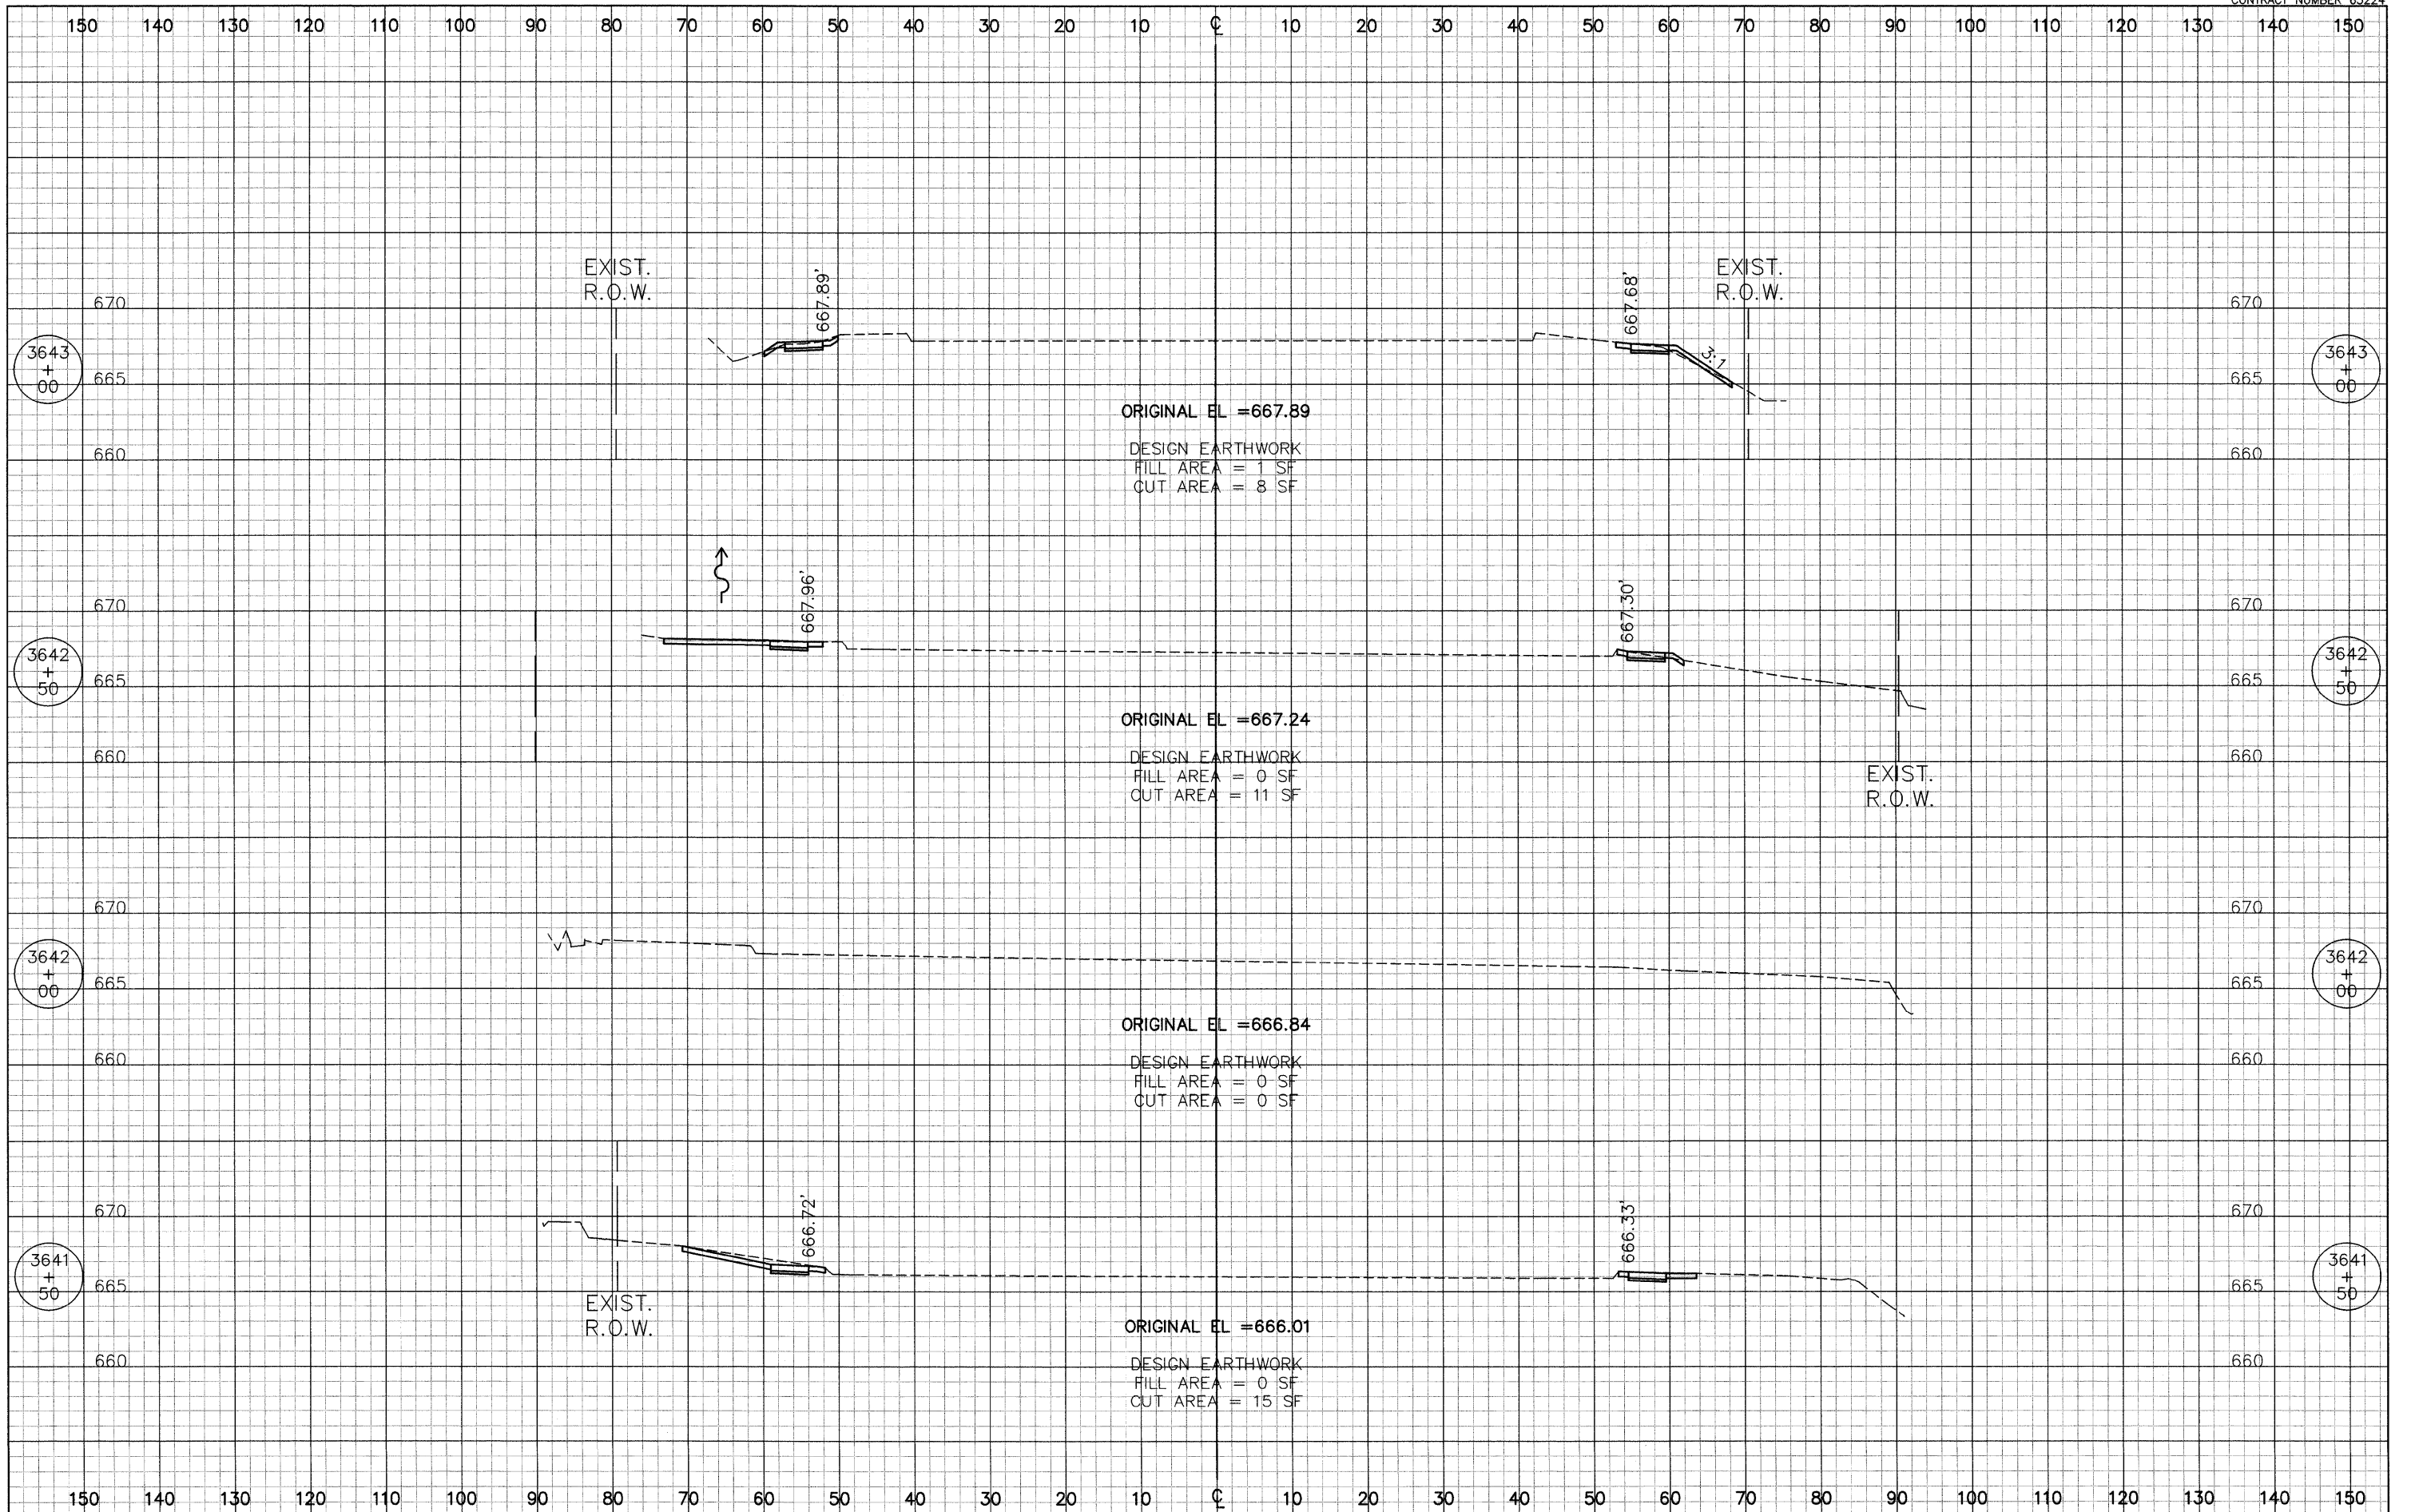 CONTRACT NUMBER 63224
150 140 130 120 110 100 90 80 70 60 50 40 30 20 10 ℄ 10 20 30 40 50 60 70 80 90 100 110 120 130 140 150
EXIST.
R.O.W.
667.89'
667.68'
EXIST.
R.O.W.
670 670
3643
+
00
3:1
3643
+
00
665 665
ORIGINAL EL =667.89
660 660
DESIGN EARTHWORK
FILL AREA = 1 SF
CUT AREA = 8 SF
667.96'
667.30'
670 670
3642
+
50
3642
+
50
665 665
ORIGINAL EL =667.24
660 660
DESIGN EARTHWORK
FILL AREA = 0 SF
CUT AREA = 11 SF
EXIST.
R.O.W.
670 670
3642
+
00
3642
+
00
665 665
ORIGINAL EL =666.84
660 660
DESIGN EARTHWORK
FILL AREA = 0 SF
CUT AREA = 0 SF
666.72'
666.33'
670 670
3641
+
50
3641
+
50
665 665
EXIST.
R.O.W.
ORIGINAL EL =666.01
660 660
DESIGN EARTHWORK
FILL AREA = 0 SF
CUT AREA = 15 SF
150 140 130 120 110 100 90 80 70 60 50 40 30 20 10 ℄ 10 20 30 40 50 60 70 80 90 100 110 120 130 140 150